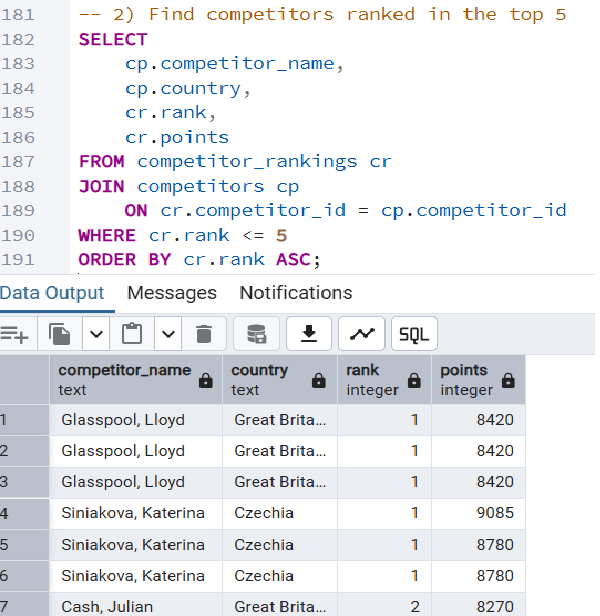 181 -- 2) Find competitors ranked in the top 5
182 SELECT
183 cp.competitor_name,
184 cp.country,
185 cr.rank,
186 cr.points
187 FROM competitor_rankings cr
188 JOIN competitors cp
189 ON cr.competitor_id = cp.competitor_id
190 WHERE cr.rank <= 5
191 ORDER BY cr.rank ASC;
Data Output Messages Notifications
SQL
competitor_name country rank points
text text integer integer
1 Glasspool, Lloyd Great Brita... 1 8420
2 Glasspool, Lloyd Great Brita... 1 8420
3 Glasspool, Lloyd Great Brita... 1 8420
4 Siniakova, Katerina Czechia 1 9085
5 Siniakova, Katerina Czechia 1 8780
6 Siniakova, Katerina Czechia 1 8780
7 Cash, Julian Great Brita... 2 8270